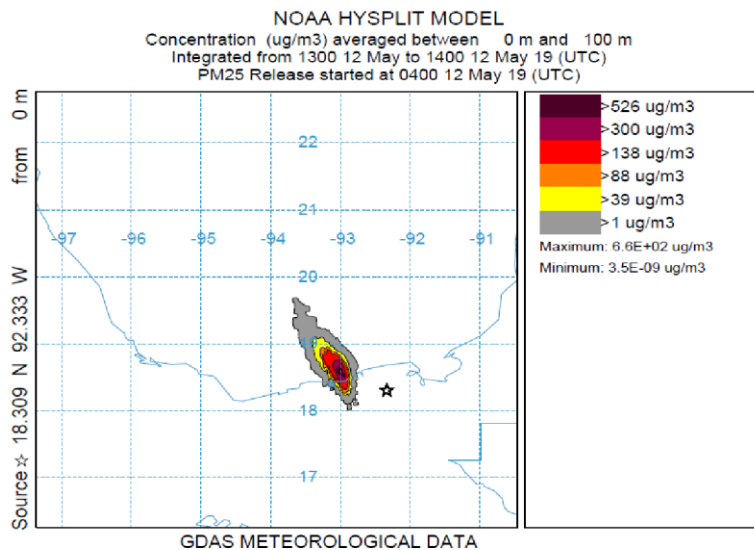 NOAA HYSPLIT MODEL
Concentration (ug/m3) averaged between 0 m and 100 m
Integrated from 1300 12 May to 1400 12 May 19 (UTC)
PM25 Release started at 0400 12 May 19 (UTC)
Source ☆ 18.309 N 92.333 W from 0 m
22
21
-97 -96 -95 -94 -93 -92 -91
20
19
18
17
>526 ug/m3
>300 ug/m3
>138 ug/m3
>88 ug/m3
>39 ug/m3
>1 ug/m3
Maximum: 6.6E+02 ug/m3
Minimum: 3.5E-09 ug/m3
GDAS METEOROLOGICAL DATA